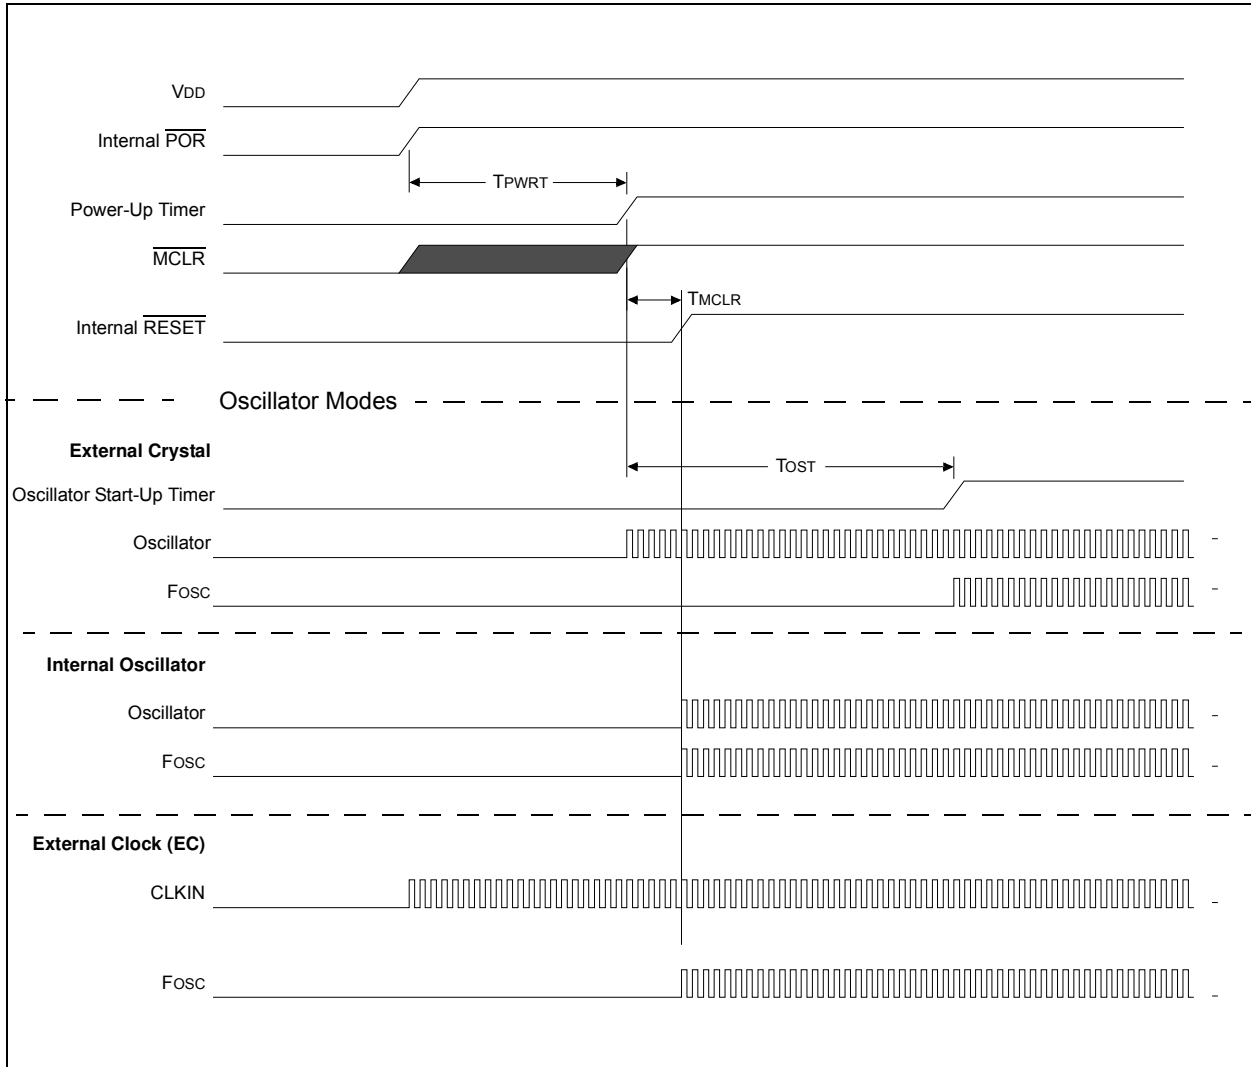 VDD
Internal POR
TPWRT
Power-Up Timer
MCLR
TMCLR
Internal RESET
Oscillator Modes
External Crystal
TOST
Oscillator Start-Up Timer
Oscillator
FOSC
Internal Oscillator
Oscillator
FOSC
External Clock (EC)
CLKIN
FOSC